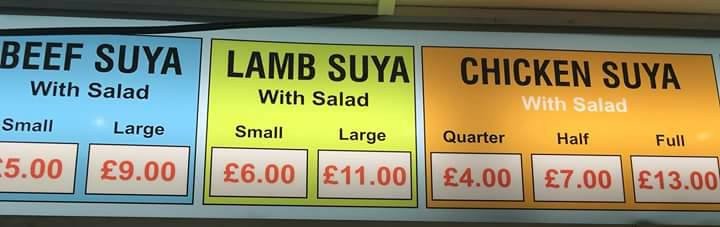 BEEF SUYA
With Salad
Small Large
£5.00 £9.00
LAMB SUYA
With Salad
Small Large
£6.00 £11.00
CHICKEN SUYA
With Salad
Quarter Half Full
£4.00 £7.00 £13.00